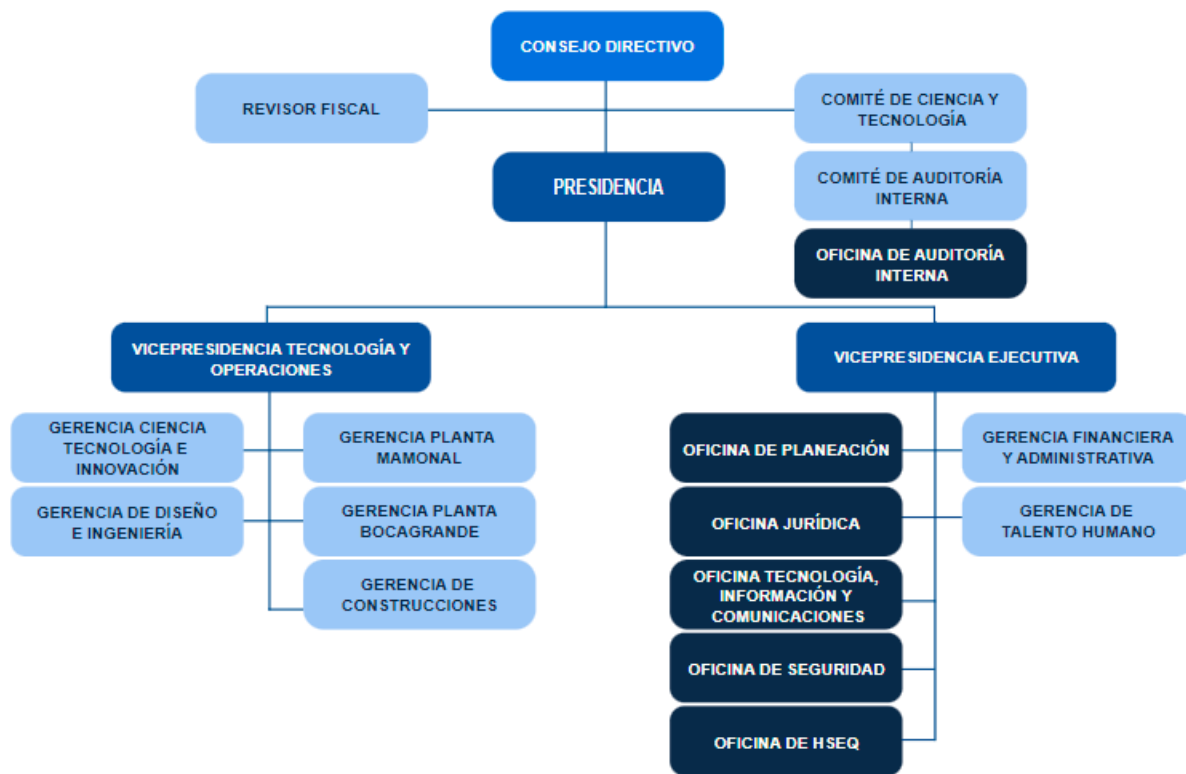 CONSEJO DIRECTIVO
REVISOR FISCAL
COMITÉ DE CIENCIA Y
TECNOLOGÍA
PRESIDENCIA
COMITÉ DE AUDITORÍA
INTERNA
OFICINA DE AUDITORÍA
INTERNA
VICEPRESIDENCIA TECNOLOGÍA Y
OPERACIONES
GERENCIA CIENCIA
TECNOLOGÍA E
INNOVACIÓN
GERENCIA PLANTA
MAMONAL
GERENCIA DE DISEÑO
E INGENIERÍA
GERENCIA PLANTA
BOCAGRANDE
GERENCIA DE
CONSTRUCCIONES
VICEPRESIDENCIA EJECUTIVA
OFICINA DE PLANEACIÓN
GERENCIA FINANCIERA
Y ADMINISTRATIVA
OFICINA JURÍDICA
GERENCIA DE
TALENTO HUMANO
OFICINA TECNOLOGÍA,
INFORMACIÓN Y
COMUNICACIONES
OFICINA DE SEGURIDAD
OFICINA DE HSEQ